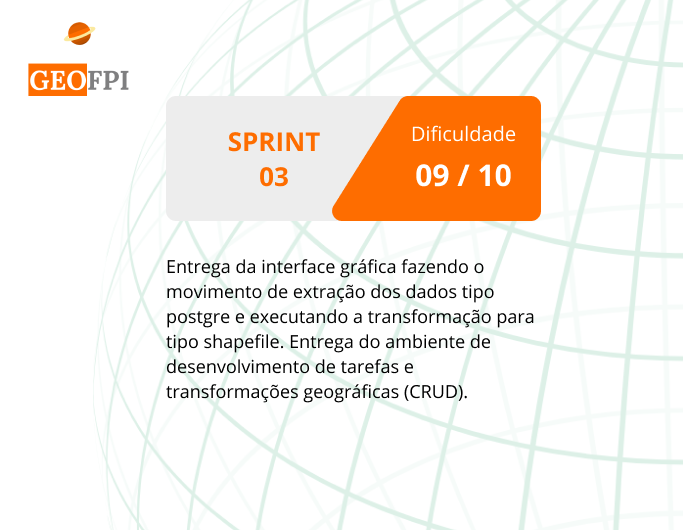 GEOFPI
SPRINT
03
Dificuldade
09 / 10
Entrega da interface gráfica fazendo o
movimento de extração dos dados tipo
postgre e executando a transformação para
tipo shapefile. Entrega do ambiente de
desenvolvimento de tarefas e
transformações geográficas (CRUD).